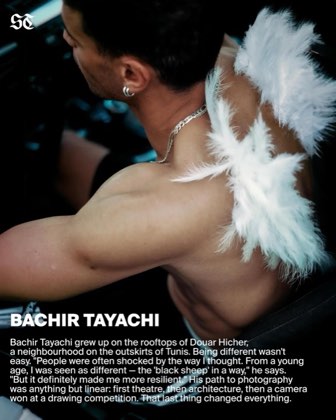 SC
BACHIR TAYACHI
Bachir Tayachi grew up on the rooftops of Douar Hicher,
a neighbourhood on the outskirts of Tunis. Being different wasn't
easy. "People were often shocked by the way I thought. From a young
age, I was seen as different — the 'black sheep' in a way," he says.
"But it definitely made me more resilient." His path to photography
was anything but linear: first theatre, then architecture, then a camera
won at a drawing competition. That last thing changed everything.